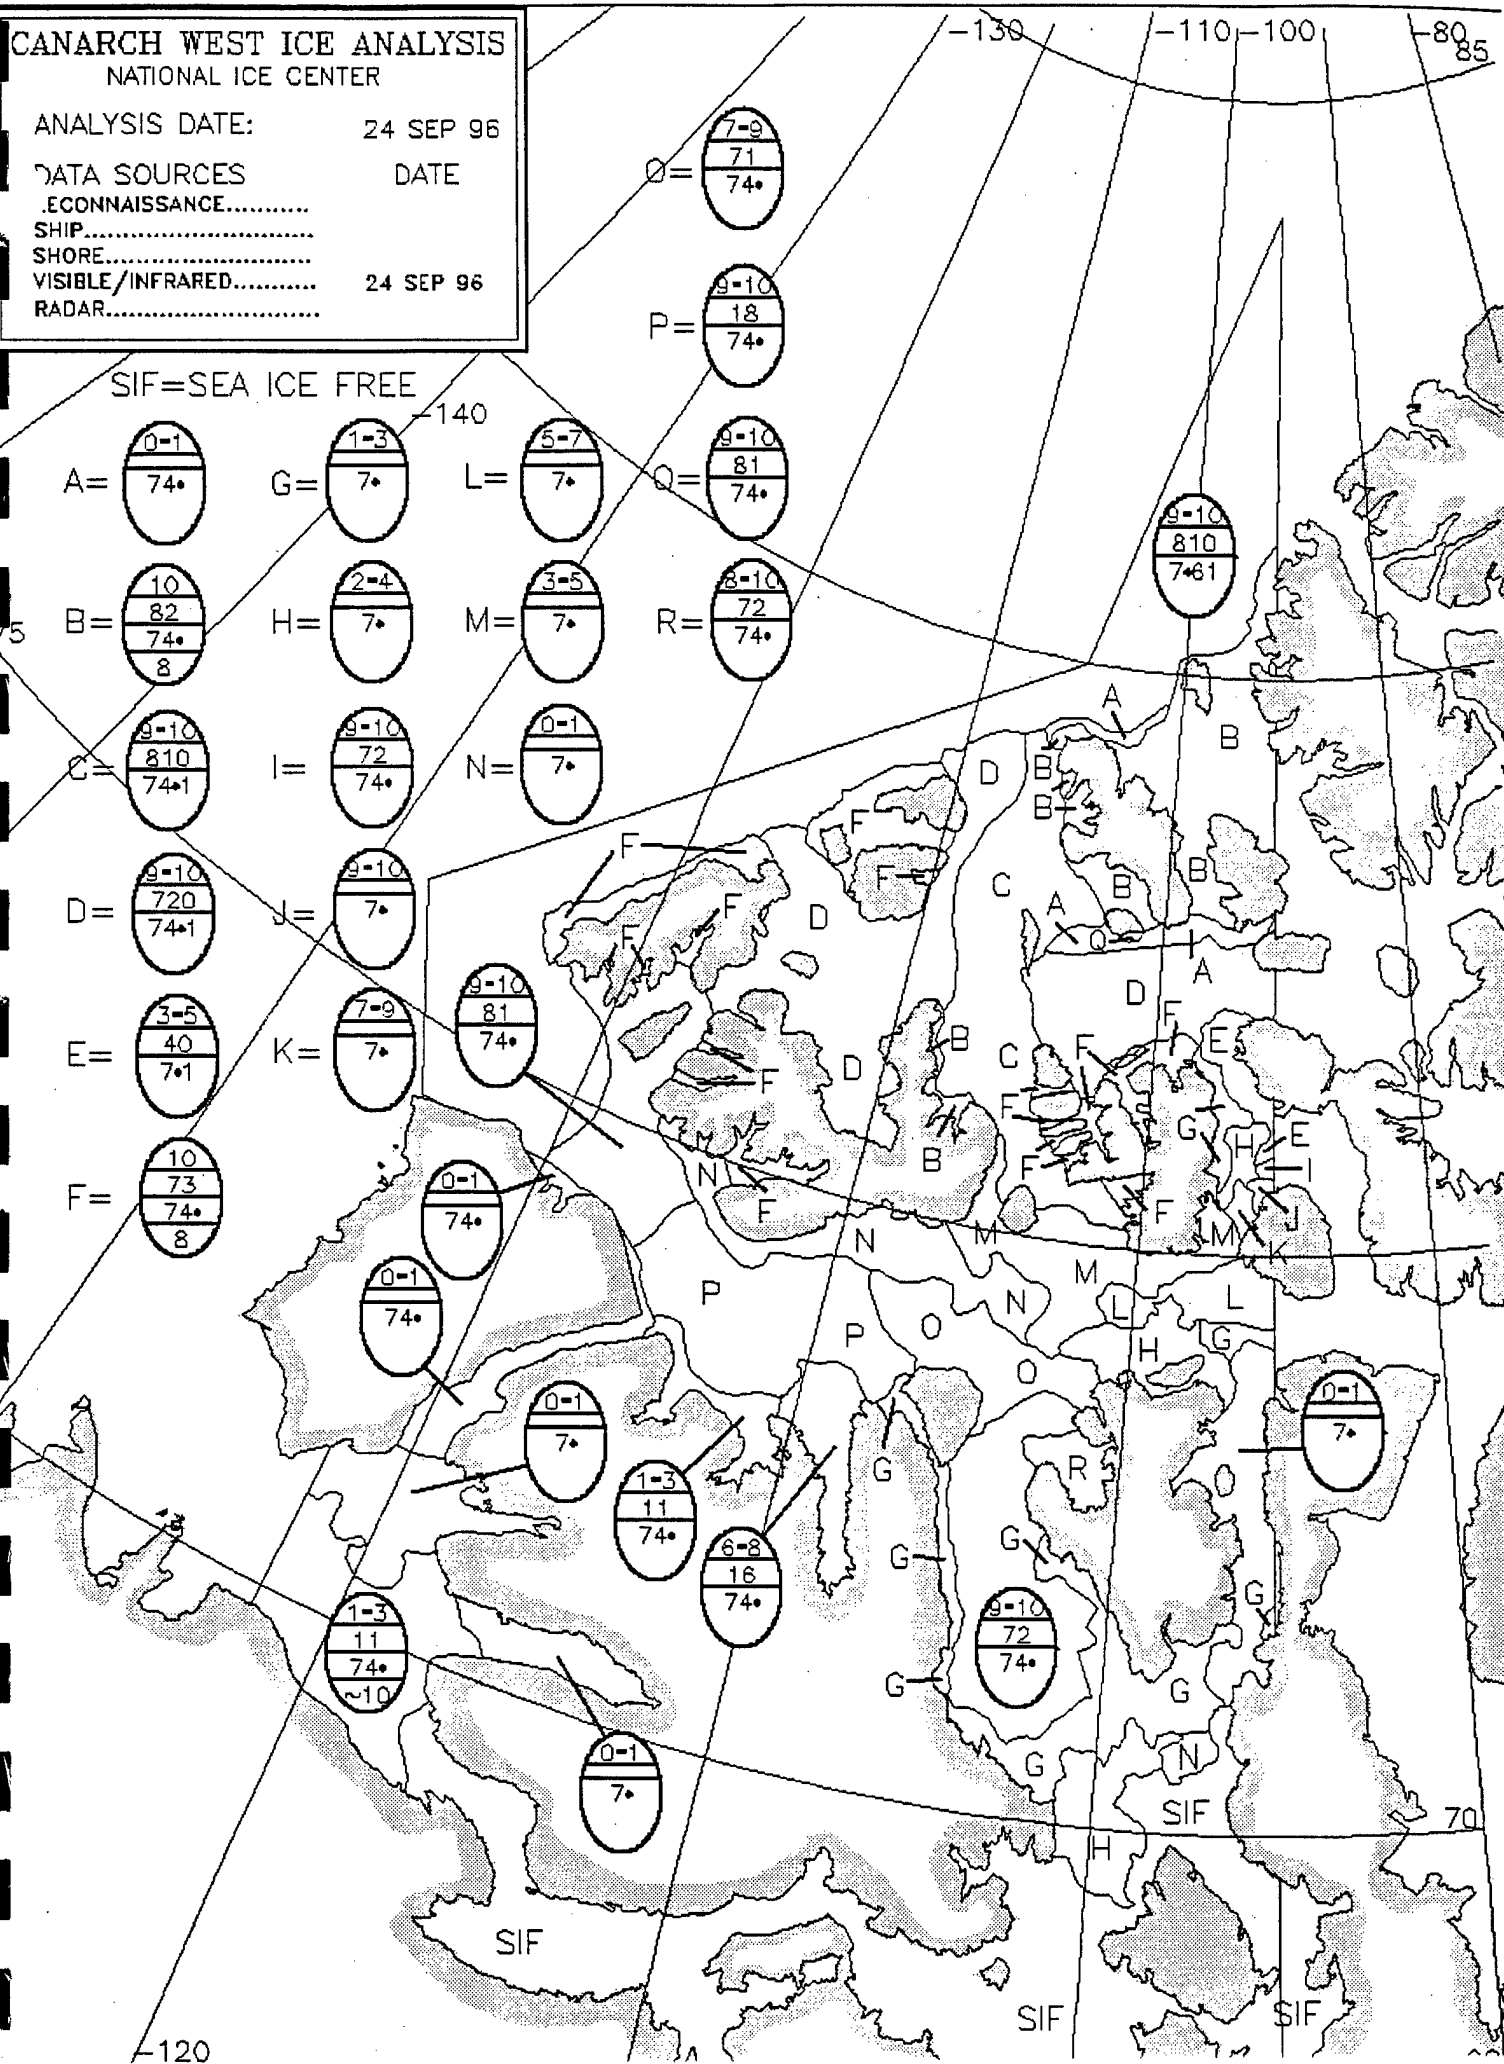 CANARCH WEST ICE ANALYSIS
NATIONAL ICE CENTER
ANALYSIS DATE: 24 SEP 96
DATA SOURCES DATE
.ECONNAISSANCE...........
SHIP.............................
SHORE..........................
VISIBLE/INFRARED........... 24 SEP 96
RADAR...........................
-130 -110 -100 -80
85
O= 7-9 71 74•
P= 9-10 18 74•
SIF=SEA ICE FREE
-140
A= 0-1 74•
G= 1-3 7•
L= 5-7 7•
Q= 9-10 81 74•
9-10 810 7•61
5
B= 10 82 74• 8
H= 2-4 7•
M= 3-5 7•
R= 8-10 72 74•
C= 9-10 810 74•1
I= 9-10 72 74•
N= 0-1 7•
D= 9-10 720 74•1
J= 9-10 7•
E= 3-5 40 7•1
K= 7-9 7•
9-10 81 74•
F= 10 73 74• 8
A
B
D B
B
F
F
F F
C B B
D
F
A
Q
F
A
D
F
B C F E
D
F
F
G H E
B
F I
N
F F J
N M M K
P M
N L L
P O G
H
O
0-1 74•
0-1 74•
0-1 7•
0-1 7•
1-3 11 74•
6-8 16 74•
G R
G G
G
1-3 11 74• ~10
9-10 72 74•
G G
0-1 7•
G N
SIF
70
H
SIF
SIF
SIF
-120